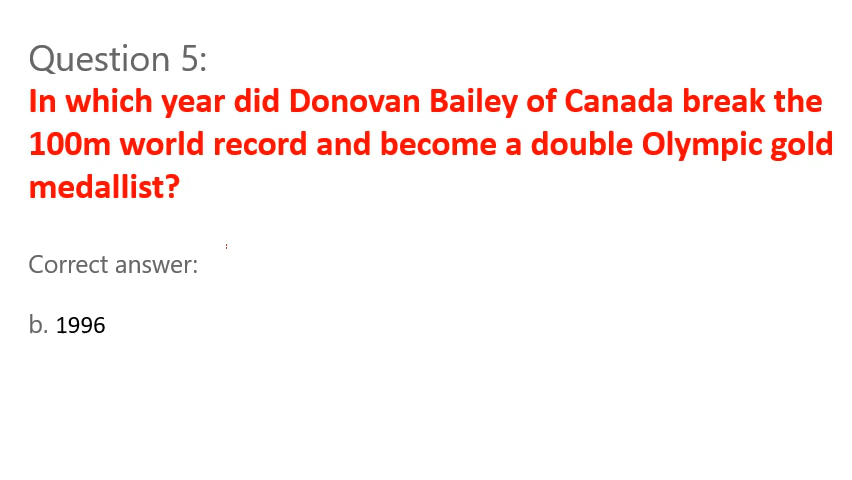 Question 5:
In which year did Donovan Bailey of Canada break the
100m world record and become a double Olympic gold
medallist?
Correct answer:
b. 1996